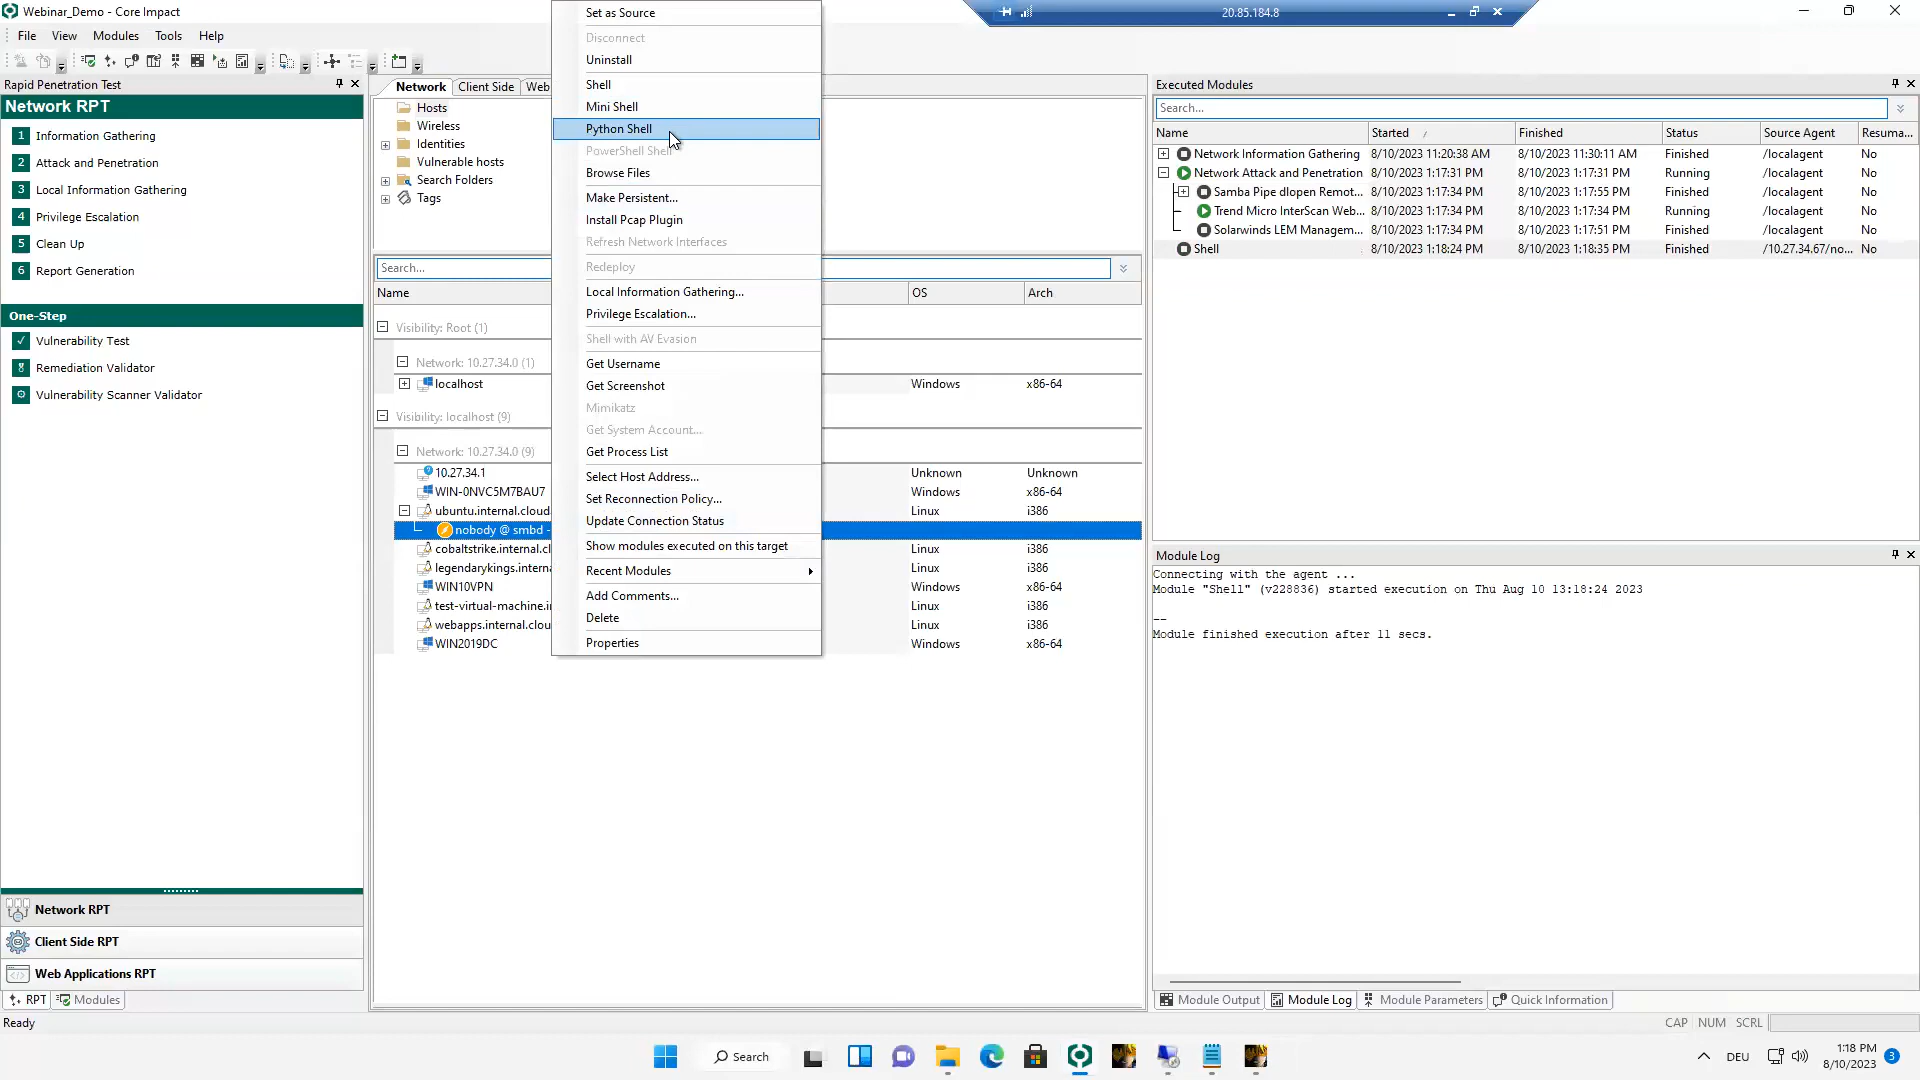 Webinar_Demo - Core Impact
20.85.184.8
File View Modules Tools Help
Rapid Penetration Test
Network RPT
1 Information Gathering
2 Attack and Penetration
3 Local Information Gathering
4 Privilege Escalation
5 Clean Up
6 Report Generation
One-Step
Vulnerability Test
Remediation Validator
Vulnerability Scanner Validator
Network RPT
Client Side RPT
Web Applications RPT
RPT Modules
Ready
Network Client Side Web
Hosts
Wireless
Identities
Vulnerable hosts
Search Folders
Tags
Search...
Name OS Arch
Visibility: Root (1)
Network: 10.27.34.0 (1)
localhost Windows x86-64
Visibility: localhost (9)
Network: 10.27.34.0 (9)
10.27.34.1 Unknown Unknown
WIN-0NVC5M7BAU7 Windows x86-64
ubuntu.internal.cloud Linux i386
nobody @ smbd -
cobaltstrike.internal.cl Linux i386
legendarykings.interna Linux i386
WIN10VPN Windows x86-64
test-virtual-machine.i Linux i386
webapps.internal.clou Linux i386
WIN2019DC Windows x86-64
Set as Source
Disconnect
Uninstall
Shell
Mini Shell
Python Shell
PowerShell Shell
Browse Files
Make Persistent...
Install Pcap Plugin
Refresh Network Interfaces
Redeploy
Local Information Gathering...
Privilege Escalation...
Shell with AV Evasion
Get Username
Get Screenshot
Mimikatz
Get System Account...
Get Process List
Select Host Address...
Set Reconnection Policy...
Update Connection Status
Show modules executed on this target
Recent Modules
Add Comments...
Delete
Properties
Executed Modules
Search...
Name Started Finished Status Source Agent Resuma...
Network Information Gathering 8/10/2023 11:20:38 AM 8/10/2023 11:30:11 AM Finished /localagent No
Network Attack and Penetration 8/10/2023 1:17:31 PM 8/10/2023 1:17:31 PM Running /localagent No
Samba Pipe dlopen Remot... 8/10/2023 1:17:34 PM 8/10/2023 1:17:55 PM Finished /localagent No
Trend Micro InterScan Web... 8/10/2023 1:17:34 PM 8/10/2023 1:17:34 PM Running /localagent No
Solarwinds LEM Managem... 8/10/2023 1:17:34 PM 8/10/2023 1:17:51 PM Finished /localagent No
Shell 8/10/2023 1:18:24 PM 8/10/2023 1:18:35 PM Finished /10.27.34.67/no... No
Module Log
Connecting with the agent ...
Module "Shell" (v228836) started execution on Thu Aug 10 13:18:24 2023
--
Module finished execution after 11 secs.
Module Output Module Log Module Parameters Quick Information
CAP NUM SCRL
Search
DEU
1:18 PM
8/10/2023
3